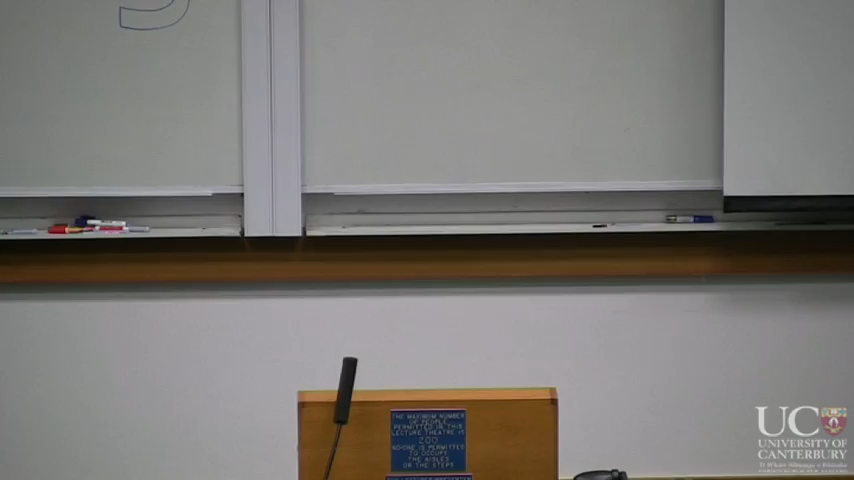 THE MAXIMUM NUMBER
OF PEOPLE
PERMITTED IN THIS
LECTURE THEATRE IS
200
NO-ONE IS PERMITTED
TO OCCUPY
THE AISLES
OR THE STEPS
UC
UNIVERSITY OF
CANTERBURY